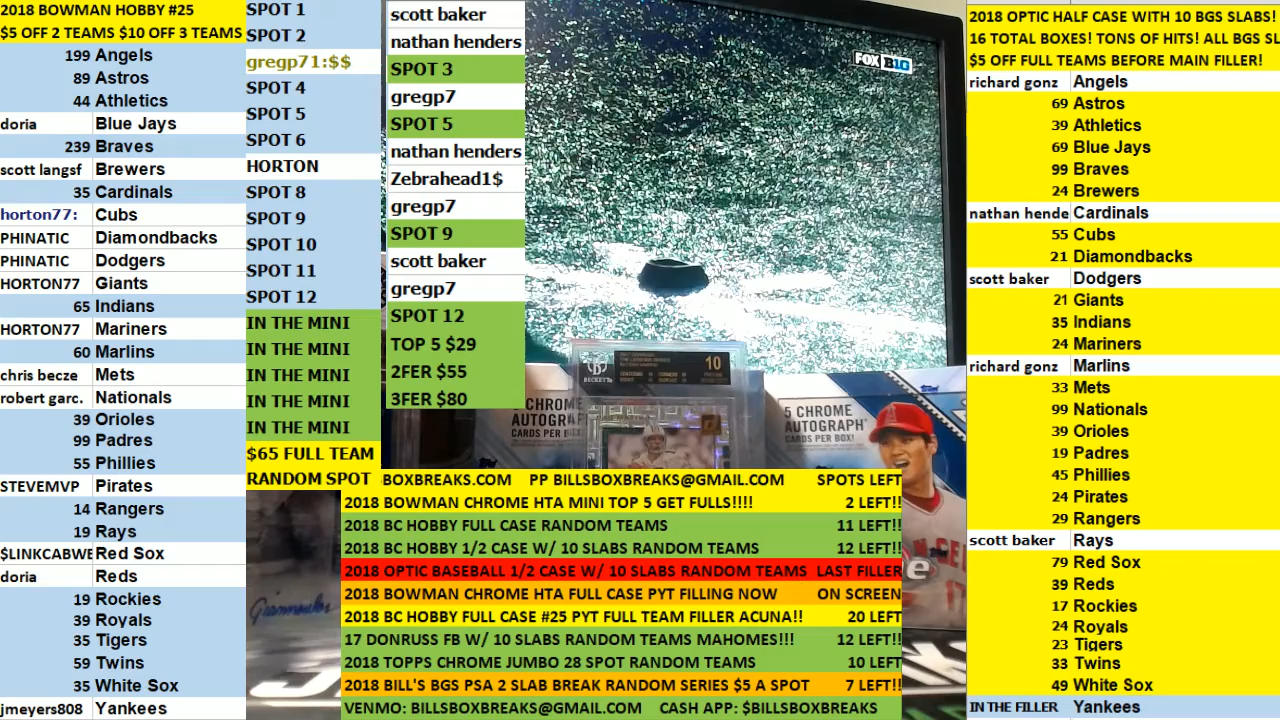 2018 BOWMAN HOBBY #25
$5 OFF 2 TEAMS $10 OFF 3 TEAMS
199 Angels
89 Astros
44 Athletics
doria Blue Jays
239 Braves
scott langsf Brewers
35 Cardinals
horton77: Cubs
PHINATIC Diamondbacks
PHINATIC Dodgers
HORTON77 Giants
65 Indians
HORTON77 Mariners
60 Marlins
chris becze Mets
robert garc. Nationals
39 Orioles
99 Padres
55 Phillies
STEVEMVP Pirates
14 Rangers
19 Rays
$LINKCABWE Red Sox
doria Reds
19 Rockies
39 Royals
35 Tigers
59 Twins
35 White Sox
jmeyers808 Yankees
SPOT 1
SPOT 2
gregp71:$$
SPOT 4
SPOT 5
SPOT 6
HORTON
SPOT 8
SPOT 9
SPOT 10
SPOT 11
SPOT 12
IN THE MINI
IN THE MINI
IN THE MINI
IN THE MINI
IN THE MINI
$65 FULL TEAM
RANDOM SPOT
scott baker
nathan henders
SPOT 3
gregp7
SPOT 5
nathan henders
Zebrahead1$
gregp7
SPOT 9
scott baker
gregp7
SPOT 12
TOP 5 $29
2FER $55
3FER $80
FOX B1G
BECKETT
10
5 CHROME
AUTOGRAPH
CARDS PER BOX!
5 CHROME
AUTOGRAPH
CARDS PER BOX!
Topps
BOXBREAKS.COM PP BILLSBOXBREAKS@GMAIL.COM SPOTS LEFT
2018 BOWMAN CHROME HTA MINI TOP 5 GET FULLS!!!! 2 LEFT!!
2018 BC HOBBY FULL CASE RANDOM TEAMS 11 LEFT!!
2018 BC HOBBY 1/2 CASE W/ 10 SLABS RANDOM TEAMS 12 LEFT!!
2018 OPTIC BASEBALL 1/2 CASE W/ 10 SLABS RANDOM TEAMS LAST FILLER
2018 BOWMAN CHROME HTA FULL CASE PYT FILLING NOW ON SCREEN
2018 BC HOBBY FULL CASE #25 PYT FULL TEAM FILLER ACUNA!! 20 LEFT
17 DONRUSS FB W/ 10 SLABS RANDOM TEAMS MAHOMES!!! 12 LEFT!!
2018 TOPPS CHROME JUMBO 28 SPOT RANDOM TEAMS 10 LEFT
2018 BILL'S BGS PSA 2 SLAB BREAK RANDOM SERIES $5 A SPOT 7 LEFT!!
VENMO: BILLSBOXBREAKS@GMAIL.COM CASH APP: $BILLSBOXBREAKS
2018 OPTIC HALF CASE WITH 10 BGS SLABS!
16 TOTAL BOXES! TONS OF HITS! ALL BGS SL
$5 OFF FULL TEAMS BEFORE MAIN FILLER!
richard gonz Angels
69 Astros
39 Athletics
69 Blue Jays
99 Braves
24 Brewers
nathan hende Cardinals
55 Cubs
21 Diamondbacks
scott baker Dodgers
21 Giants
35 Indians
24 Mariners
richard gonz Marlins
33 Mets
99 Nationals
39 Orioles
19 Padres
45 Phillies
24 Pirates
29 Rangers
scott baker Rays
79 Red Sox
39 Reds
17 Rockies
24 Royals
23 Tigers
33 Twins
49 White Sox
IN THE FILLER Yankees